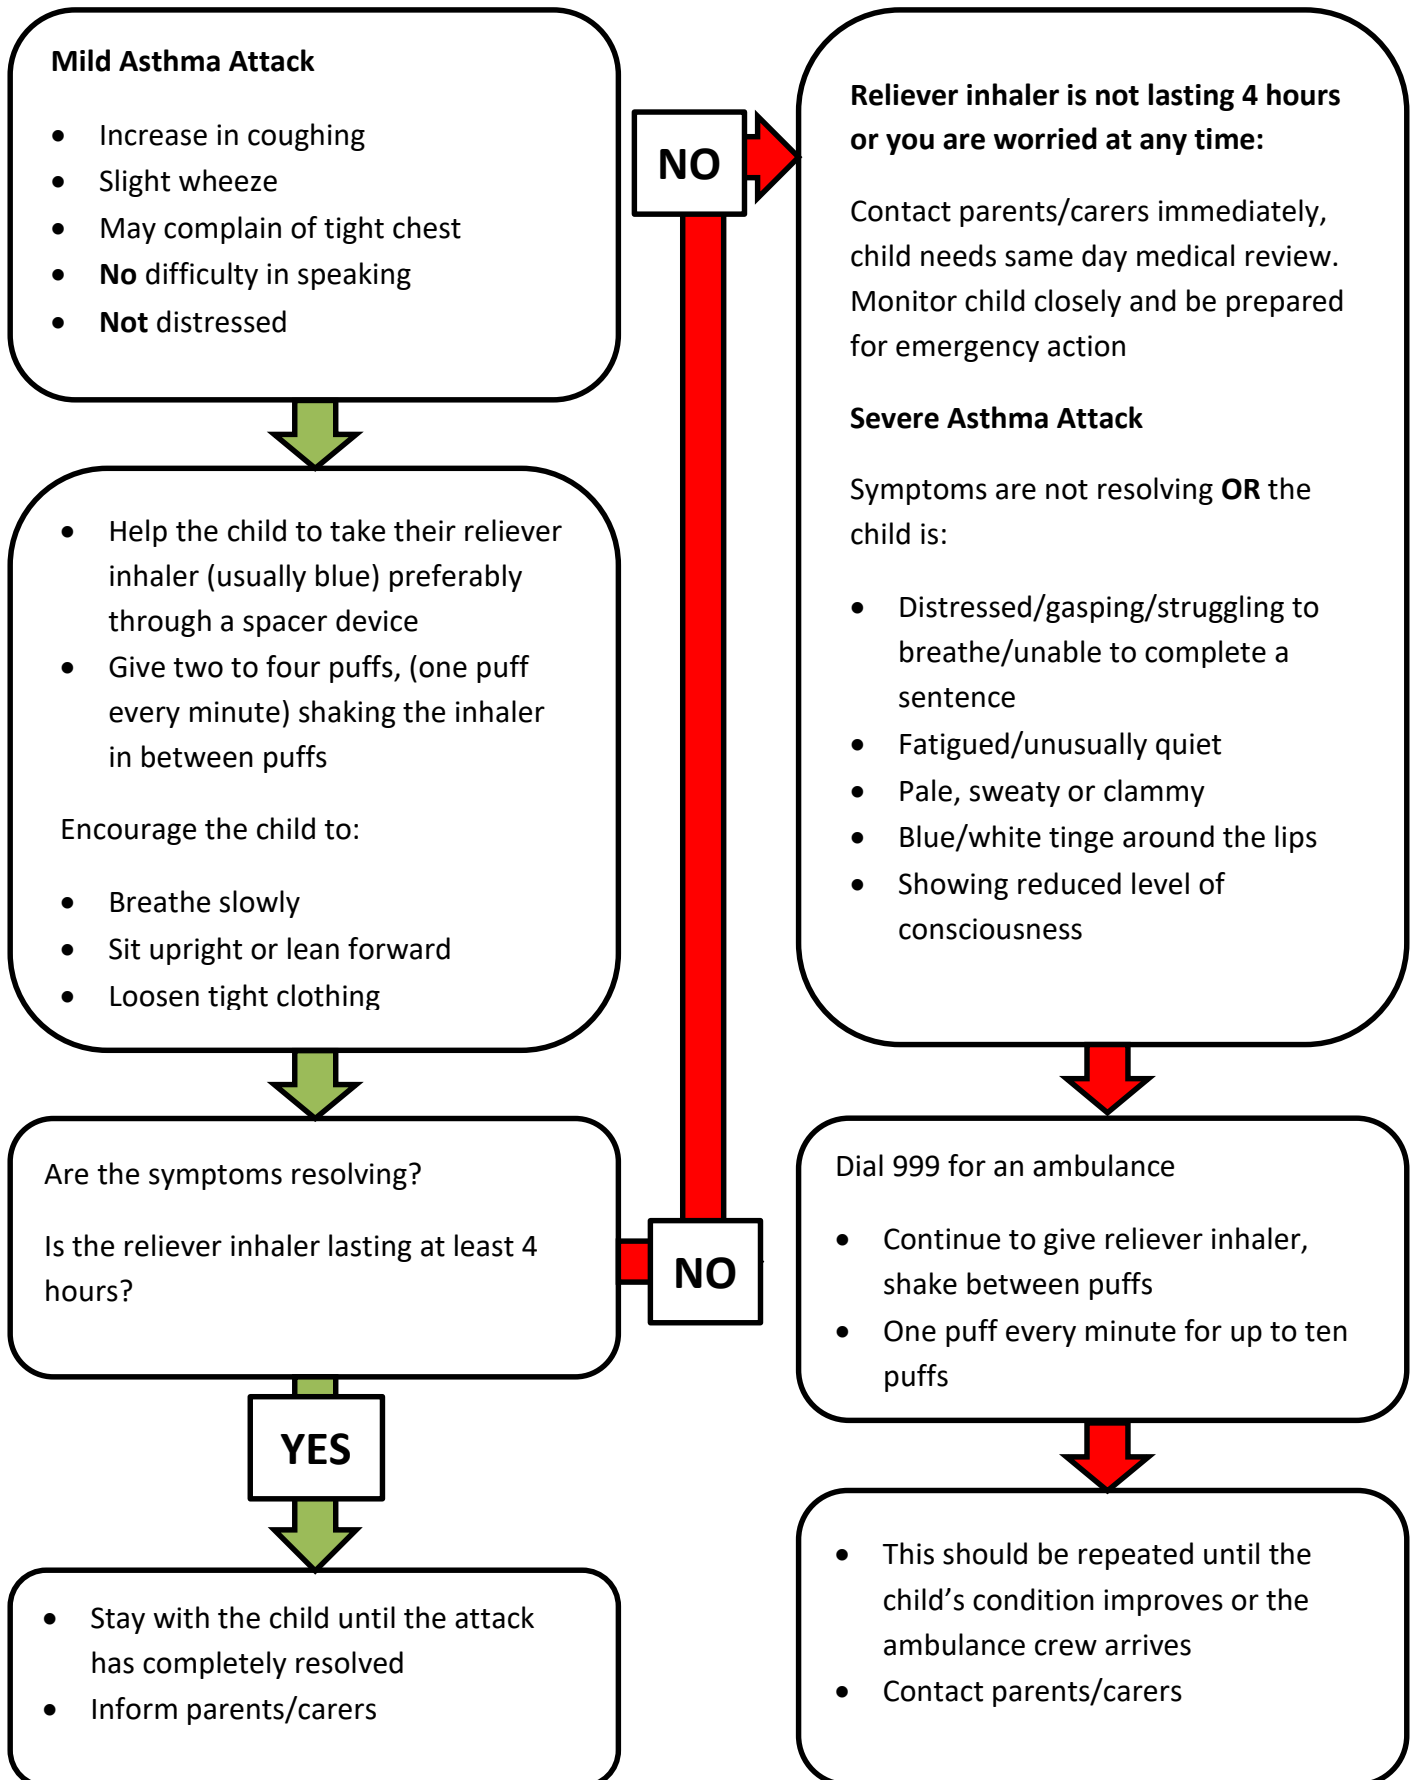 Mild Asthma Attack
• Increase in coughing
• Slight wheeze
• May complain of tight chest
• No difficulty in speaking
• Not distressed
• Help the child to take their reliever
inhaler (usually blue) preferably
through a spacer device
• Give two to four puffs, (one puff
every minute) shaking the inhaler
in between puffs
Encourage the child to:
• Breathe slowly
• Sit upright or lean forward
• Loosen tight clothing
Are the symptoms resolving?
Is the reliever inhaler lasting at least 4
hours?
YES
• Stay with the child until the attack
has completely resolved
• Inform parents/carers
NO
NO
Reliever inhaler is not lasting 4 hours
or you are worried at any time:
Contact parents/carers immediately,
child needs same day medical review.
Monitor child closely and be prepared
for emergency action
Severe Asthma Attack
Symptoms are not resolving OR the
child is:
• Distressed/gasping/struggling to
breathe/unable to complete a
sentence
• Fatigued/unusually quiet
• Pale, sweaty or clammy
• Blue/white tinge around the lips
• Showing reduced level of
consciousness
Dial 999 for an ambulance
• Continue to give reliever inhaler,
shake between puffs
• One puff every minute for up to ten
puffs
• This should be repeated until the
child’s condition improves or the
ambulance crew arrives
• Contact parents/carers